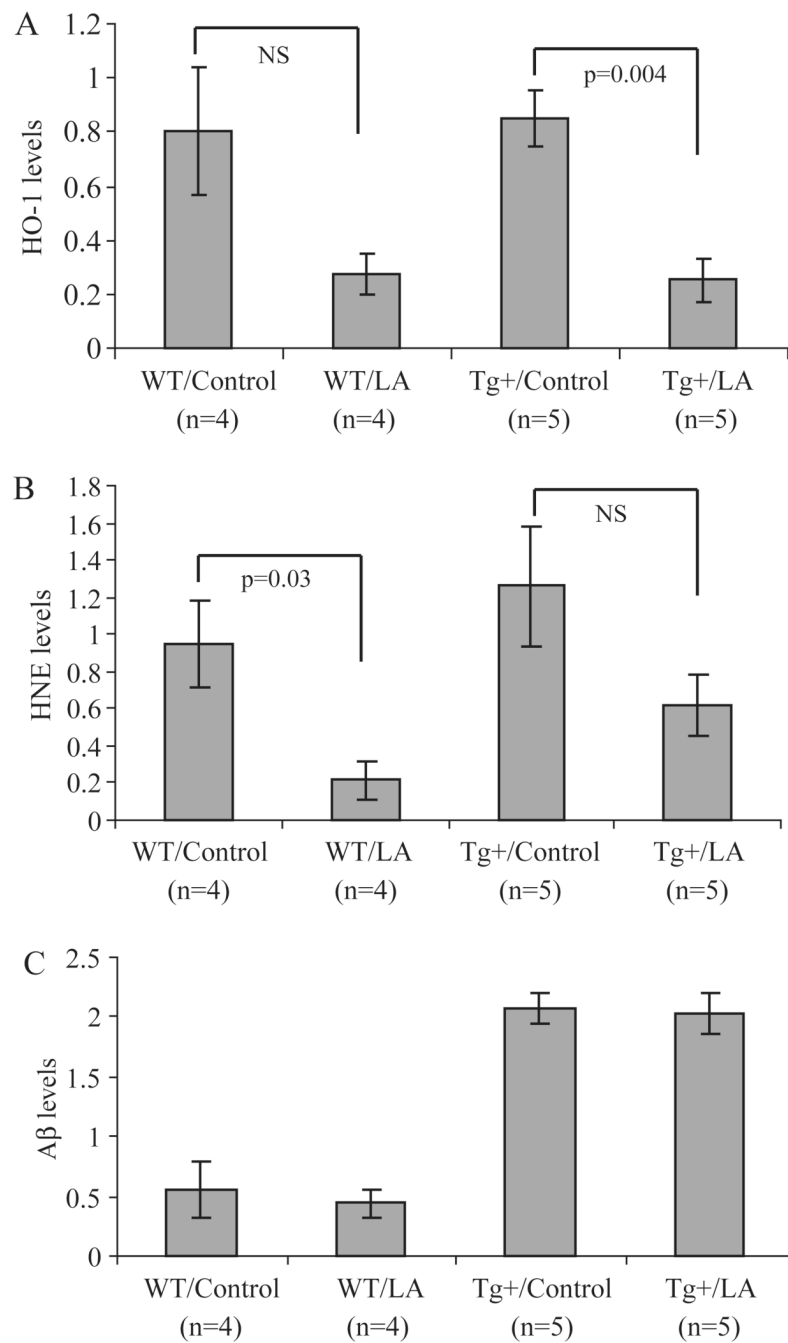 A
1.2
1
0.8
0.6
0.4
0.2
0
HO-1 levels
NS
p=0.004
WT/Control WT/LA Tg+/Control Tg+/LA
(n=4) (n=4) (n=5) (n=5)
B
1.8
1.6
1.4
1.2
1
0.8
0.6
0.4
0.2
0
HNE levels
p=0.03
NS
WT/Control WT/LA Tg+/Control Tg+/LA
(n=4) (n=4) (n=5) (n=5)
C
2.5
2
1.5
1
0.5
0
Aβ levels
WT/Control WT/LA Tg+/Control Tg+/LA
(n=4) (n=4) (n=5) (n=5)